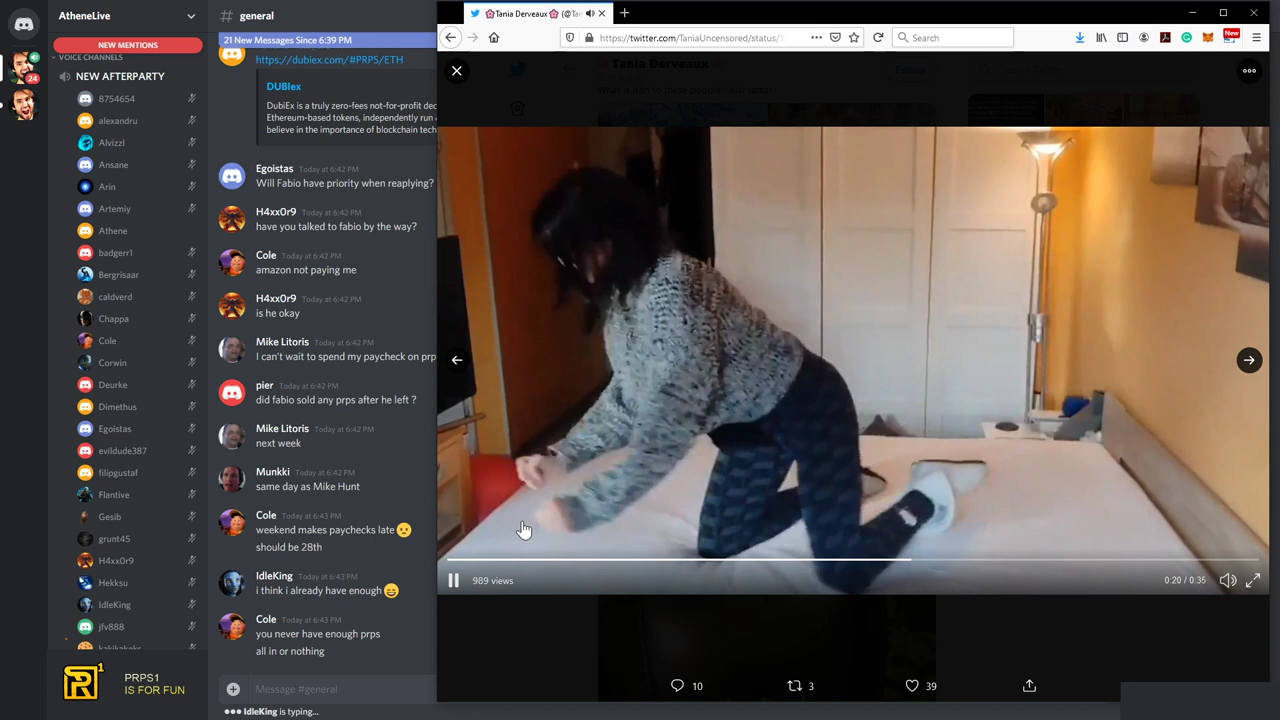 AtheneLive
NEW MENTIONS
VOICE CHANNELS
NEW AFTERPARTY
8754654
alexandru
Alvizzl
Ansane
Arin
Artemiy
Athene
badgerr1
Bergrisaar
caldverd
Chappa
Cole
Corwin
Deurke
Dimethus
Egoistas
evildude387
filipgustaf
Flantive
Gesib
grunt45
H4xx0r9
Hekksu
IdleKing
jfv888
24
R1
PRPS1
IS FOR FUN
# general
21 New Messages Since 6:39 PM
https://dubiex.com/#PRPS/ETH
DUBIex
DubiEx is a truly zero-fees not-for-profit dec
Ethereum-based tokens, independently run
believe in the importance of blockchain tech
Egoistas Today at 6:42 PM
Will Fabio have priority when reaplying?
H4xx0r9 Today at 6:42 PM
have you talked to fabio by the way?
Cole Today at 6:42 PM
amazon not paying me
H4xx0r9 Today at 6:42 PM
is he okay
Mike Litoris Today at 6:42 PM
I can't wait to spend my paycheck on prp
pier Today at 6:42 PM
did fabio sold any prps after he left ?
Mike Litoris Today at 6:42 PM
next week
Munkki Today at 6:42 PM
same day as Mike Hunt
Cole Today at 6:43 PM
weekend makes paychecks late
should be 28th
IdleKing Today at 6:43 PM
i think i already have enough
Cole Today at 6:43 PM
you never have enough prps
all in or nothing
Message #general
IdleKing is typing...
Tania Derveaux (@Tan
https://twitter.com/TaniaUncensored/status/
Search
New
Tania Derveaux
Follow
989 views
0:20 / 0:35
10
3
39